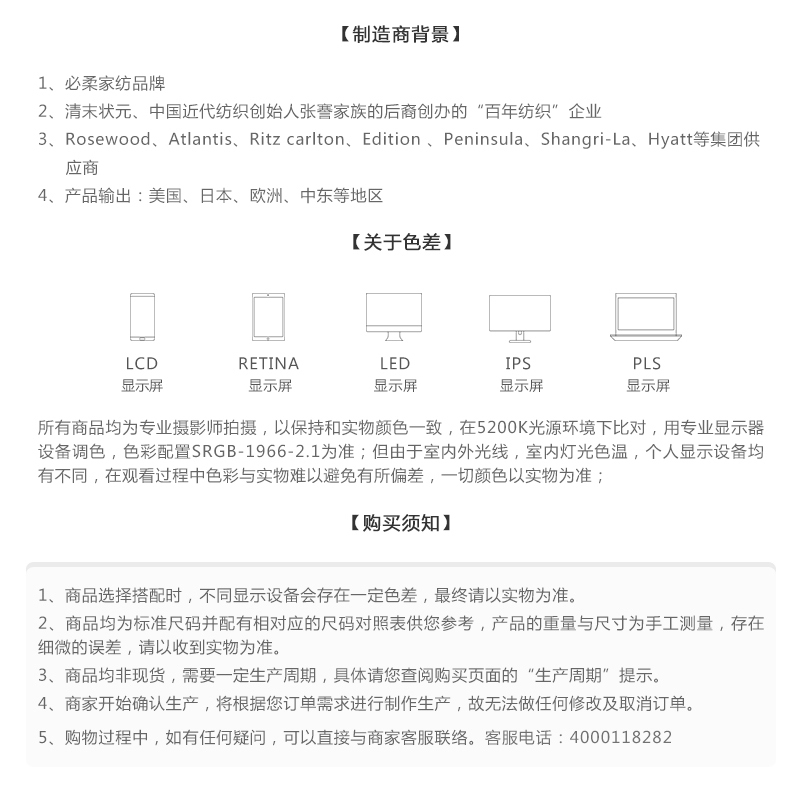 【制造商背景】
1、必柔家纺品牌
2、清末状元、中国近代纺织创始人张謇家族的后裔创办的“百年纺织”企业
3、Rosewood、Atlantis、Ritz carlton、Edition 、Peninsula、Shangri-La、Hyatt等集团供
应商
4、产品输出：美国、日本、欧洲、中东等地区
【关于色差】
LCD
显示屏
RETINA
显示屏
LED
显示屏
IPS
显示屏
PLS
显示屏
所有商品均为专业摄影师拍摄，以保持和实物颜色一致，在5200K光源环境下比对，用专业显示器
设备调色，色彩配置SRGB-1966-2.1为准；但由于室内外光线，室内灯光色温，个人显示设备均
有不同，在观看过程中色彩与实物难以避免有所偏差，一切颜色以实物为准；
【购买须知】
1、商品选择搭配时，不同显示设备会存在一定色差，最终请以实物为准。
2、商品均为标准尺码并配有相对应的尺码对照表供您参考，产品的重量与尺寸为手工测量，存在
细微的误差，请以收到实物为准。
3、商品均非现货，需要一定生产周期，具体请您查阅购买页面的“生产周期”提示。
4、商家开始确认生产，将根据您订单需求进行制作生产，故无法做任何修改及取消订单。
5、购物过程中，如有任何疑问，可以直接与商家客服联络。客服电话：4000118282